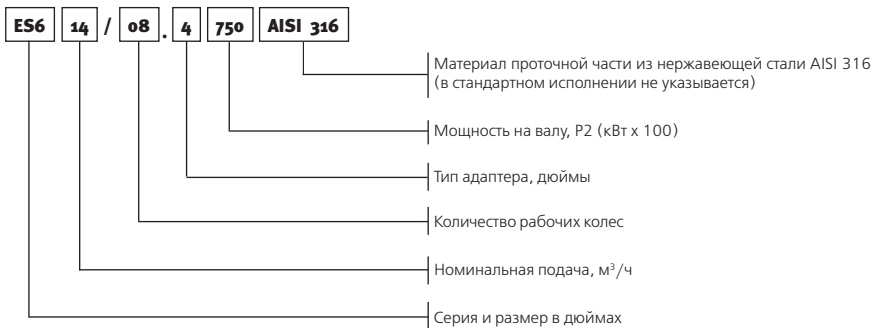 ES6 14 / 08 . 4 750 AISI 316
Материал проточной части из нержавеющей стали AISI 316
(в стандартном исполнении не указывается)
Мощность на валу, P2 (кВт x 100)
Тип адаптера, дюймы
Количество рабочих колес
Номинальная подача, м³/ч
Серия и размер в дюймах